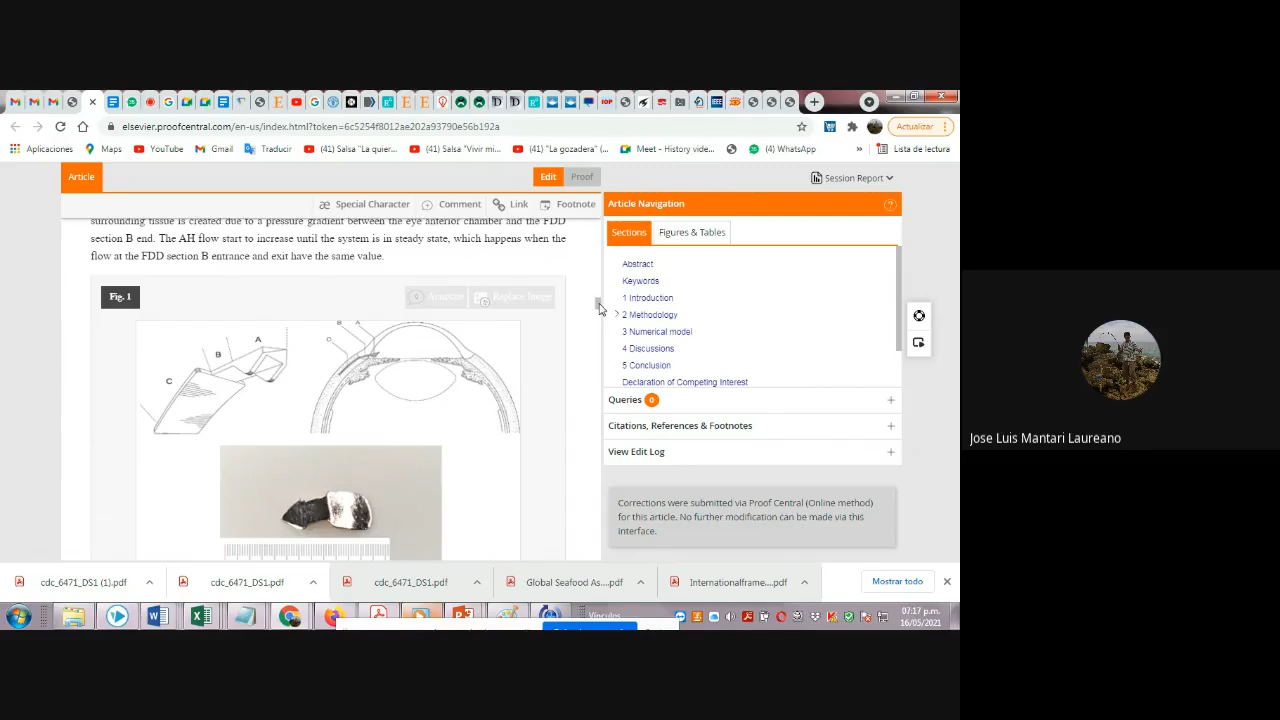 elsevier.proofcentral.com/en-us/index.html?token=6c5254f8012ae202a93790e56b192a
Actualizar
Aplicaciones
Maps
YouTube
Gmail
Traducir
(41) Salsa "La quier...
(41) Salsa "Vivir mi...
(41) "La gozadera" (...
Meet - History vide...
(4) WhatsApp
»
Lista de lectura
Article
Edit
Proof
Session Report
Special Character
Comment
Link
Footnote
surrounding tissue is created due to a pressure gradient between the eye anterior chamber and the FDD
section B end. The AH flow start to increase until the system is in steady state, which happens when the
flow at the FDD section B entrance and exit have the same value.
Fig. 1
Annotate
Replace Image
A
B
C
C B A
Article Navigation
Sections
Figures & Tables
Abstract
Keywords
1 Introduction
2 Methodology
3 Numerical model
4 Discussions
5 Conclusion
Declaration of Competing Interest
Queries 0
Citations, References & Footnotes
View Edit Log
Corrections were submitted via Proof Central (Online method)
for this article. No further modification can be made via this
interface.
Jose Luis Mantari Laureano
cdc_6471_DS1 (1).pdf
cdc_6471_DS1.pdf
cdc_6471_DS1.pdf
Global Seafood As....pdf
Internationalframe....pdf
Mostrar todo
Vínculos
07:17 p.m.
16/05/2021